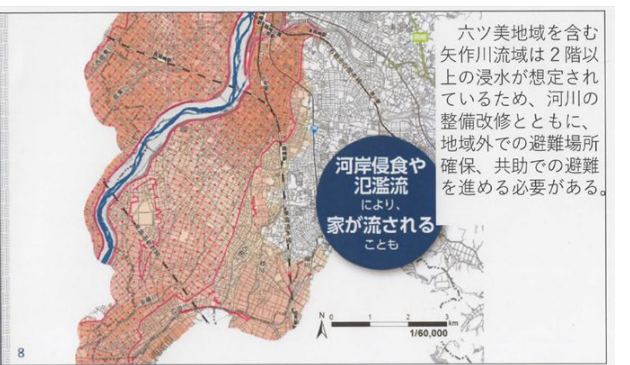 六ツ美地域を含む
矢作川流域は２階以
上の浸水が想定され
ているため、河川の
整備改修とともに、
地域外での避難場所
確保、共助での避難
を進める必要がある。
河岸侵食や
氾濫流
により、
家が流される
ことも
N
0 1 2 3 km
1/60,000
8